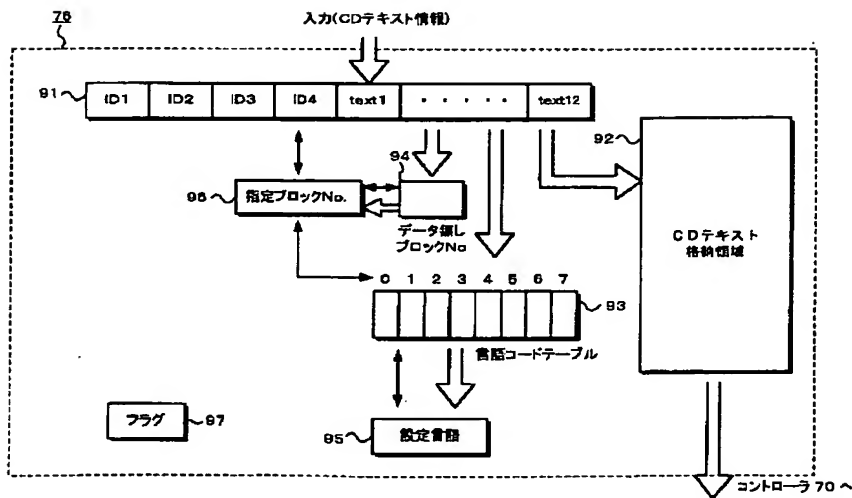 76
入力(CDテキスト情報)
91
ID1 ID2 ID3 ID4 text1 ・・・・・ text12
92
94
96
指定ブロックNo.
データ無し
ブロックNo
CDテキスト
格納領域
0 1 2 3 4 5 6 7
93
言語コードテーブル
フラグ
97
95
設定言語
コントローラ70へ